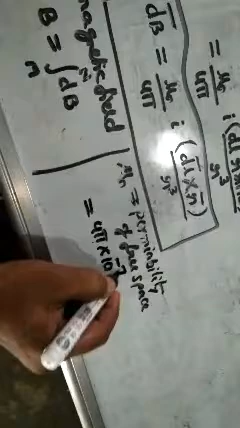 = μ₀/4π i (dl×r)/r³
dB = μ₀/4π i (dl×r)/r³
magnetic field
B = ∫dB
μ₀ = perminbility
of free space
= 4π×10⁻⁷